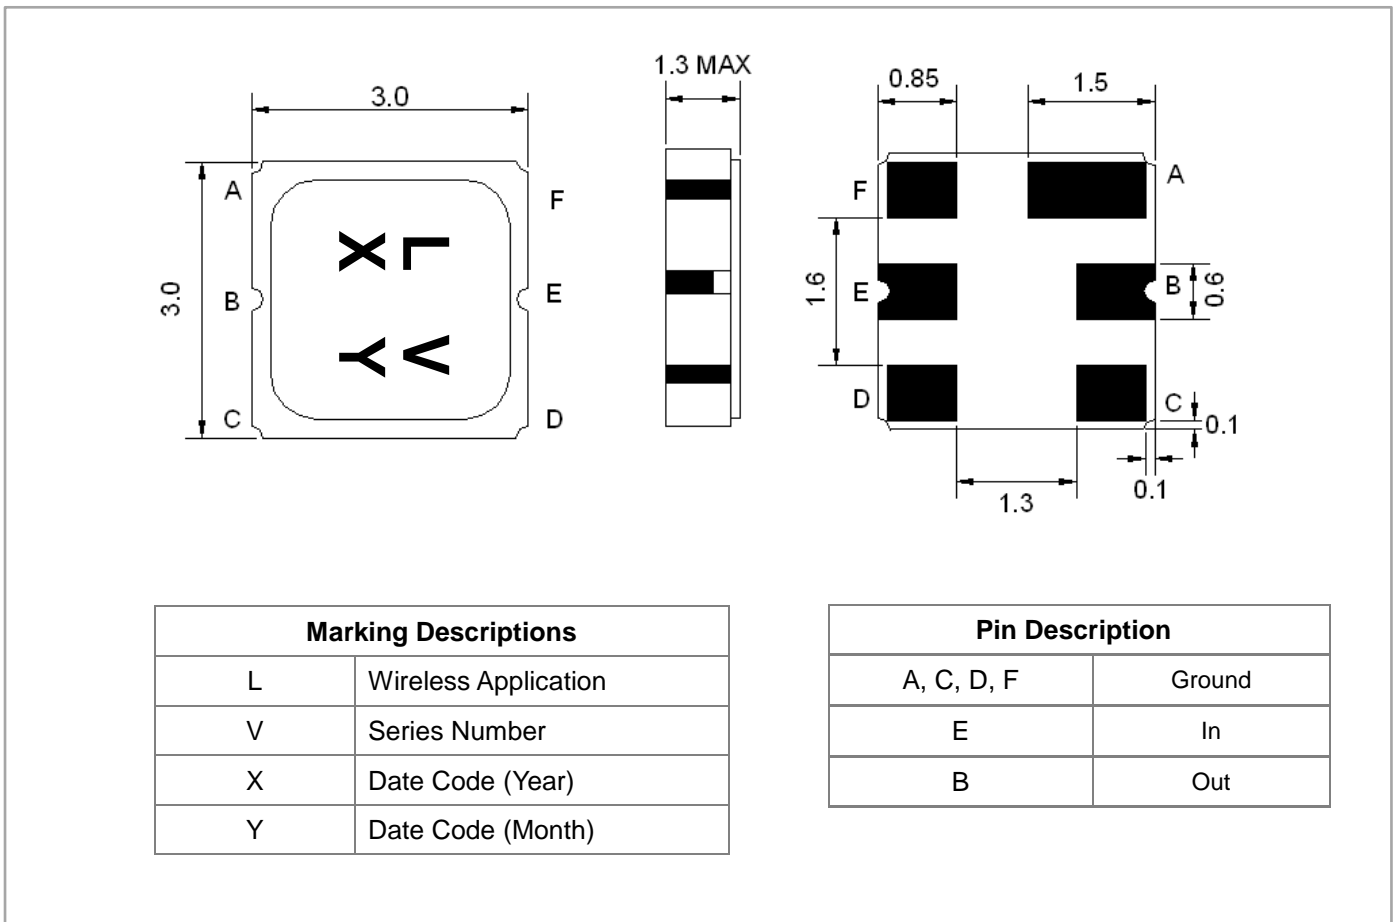 1.3 MAX
3.0
0.85
1.5
A
F
F
A
L
X
3.0
B
E
1.6
E
B
0.6
V
Y
C
D
D
C
0.1
0.1
1.3
Marking Descriptions
L Wireless Application
V Series Number
X Date Code (Year)
Y Date Code (Month)
Pin Description
A, C, D, F Ground
E In
B Out